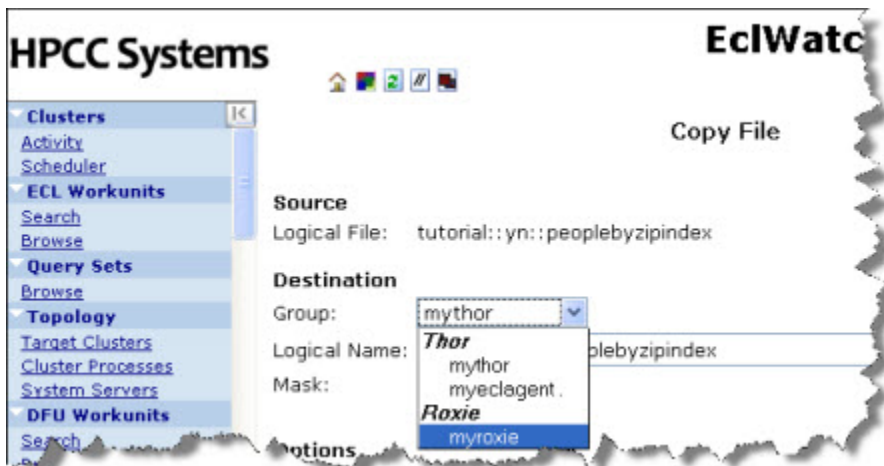 HPCC Systems
EclWatc
Clusters
Activity
Scheduler
ECL Workunits
Search
Browse
Query Sets
Browse
Topology
Target Clusters
Cluster Processes
System Servers
DFU Workunits
Search
Copy File
Source
Logical File: tutorial::yn::peoplebyzipindex
Destination
Group: mythor
Logical Name: plebyzipindex
Mask:
Thor
mythor
myeclagent .
Roxie
myroxie
Options